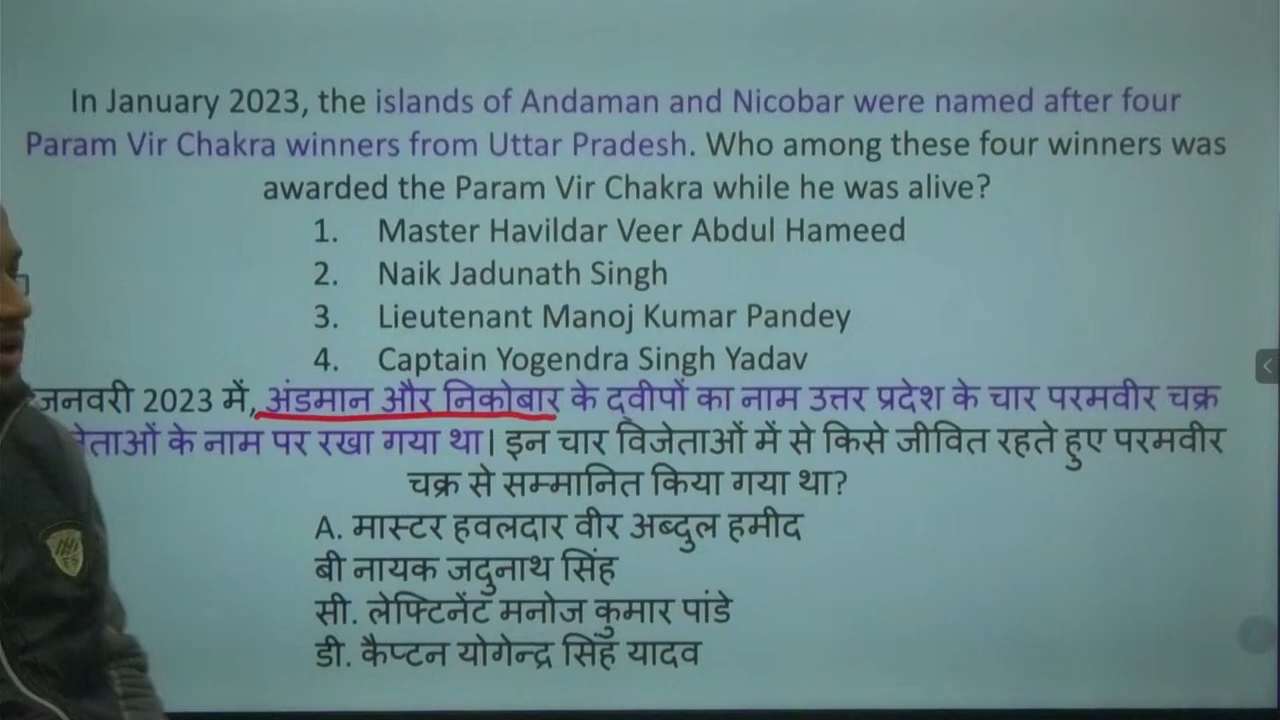 In January 2023, the islands of Andaman and Nicobar were named after four
Param Vir Chakra winners from Uttar Pradesh. Who among these four winners was
awarded the Param Vir Chakra while he was alive?
1. Master Havildar Veer Abdul Hameed
2. Naik Jadunath Singh
3. Lieutenant Manoj Kumar Pandey
4. Captain Yogendra Singh Yadav
जनवरी 2023 में, अंडमान और निकोबार के द्वीपों का नाम उत्तर प्रदेश के चार परमवीर चक्र
के नाम पर रखा गया था| इन चार विजेताओं में से किसे जीवित रहते हुए परमवीर
चक्र से सम्मानित किया गया था?
A. मास्टर हवलदार वीर अब्दुल हमीद
बी नायक जदुनाथ सिंह
सी. लेफ्टिनेंट मनोज कुमार पांडे
डी. कैप्टन योगेन्द्र सिंह यादव